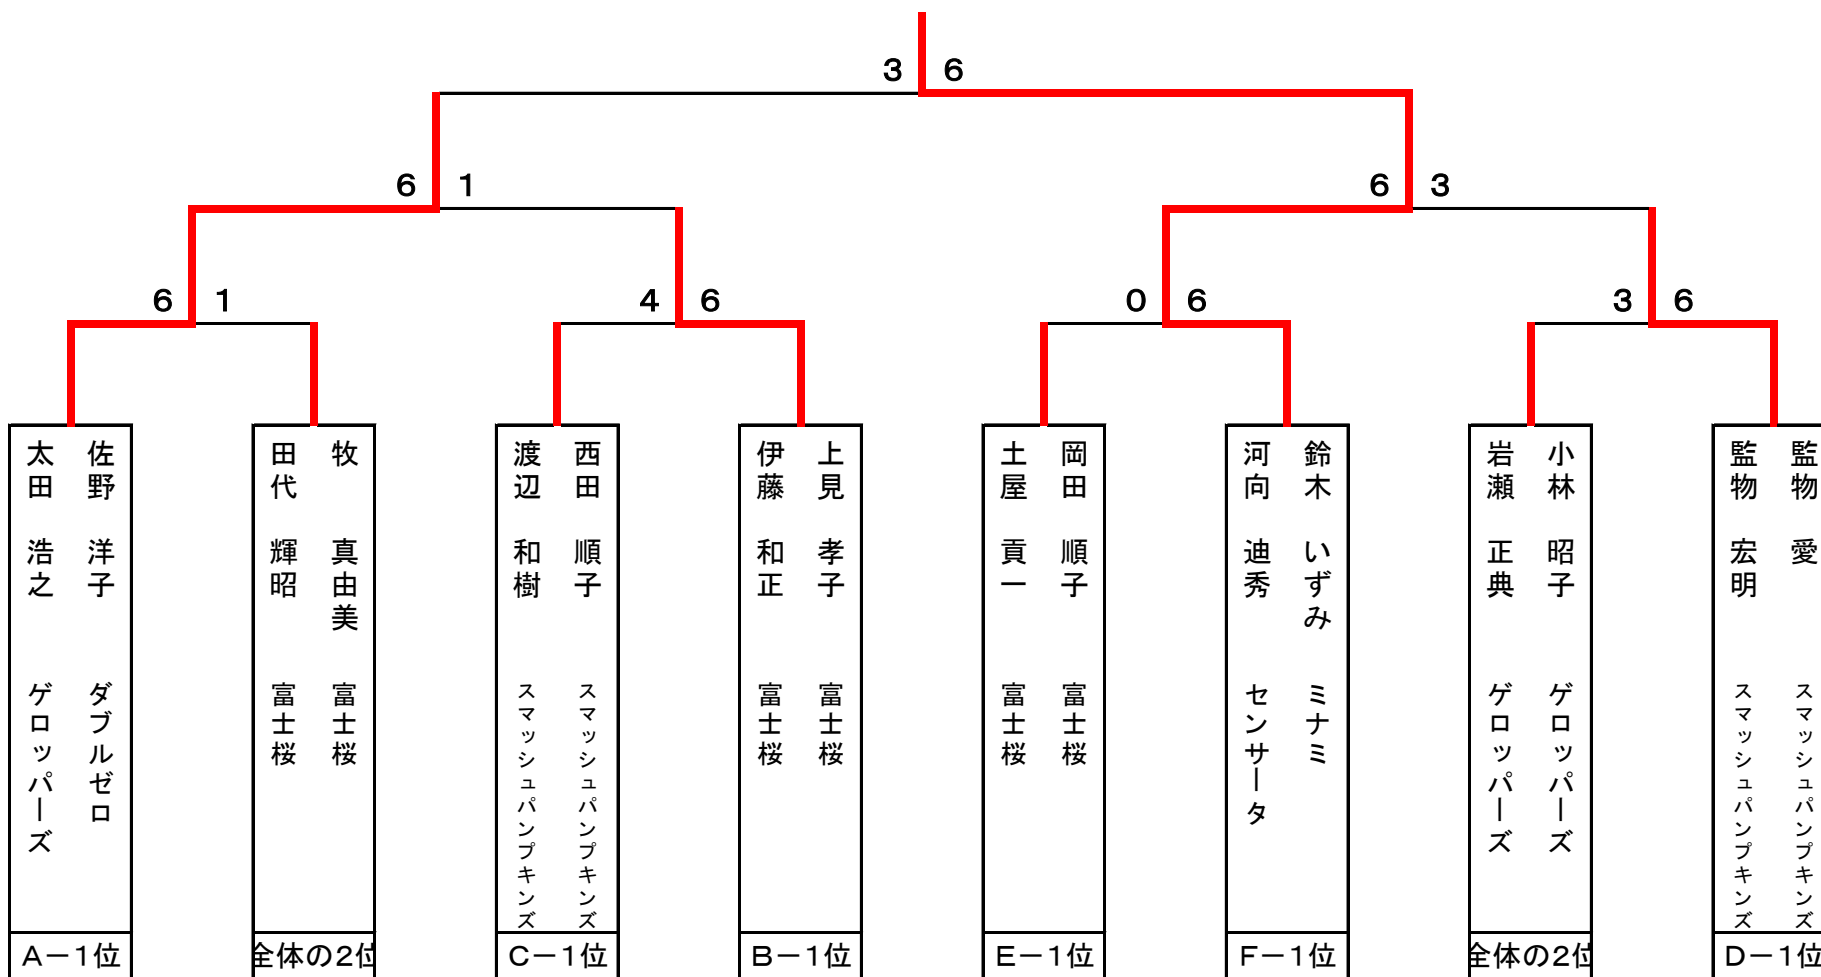 3 6
6 1
6 3
6 1
4 6
0 6
3 6
太田 浩之 ゲロッパーズ
佐野 洋子 ダブルゼロ
A－1位
田代 輝昭 富士桜
牧 真由美 富士桜
全体の2位
渡辺 和樹 スマッシュパンプキンズ
西田 順子 スマッシュパンプキンズ
C－1位
伊藤 和正 富士桜
上見 孝子 富士桜
B－1位
土屋 貢一 富士桜
岡田 順子 富士桜
E－1位
河向 迪秀 センサータ
鈴木 いずみ ミナミ
F－1位
岩瀬 正典 ゲロッパーズ
小林 昭子 ゲロッパーズ
全体の2位
監物 宏明 スマッシュパンプキンズ
監物 愛 スマッシュパンプキンズ
D－1位